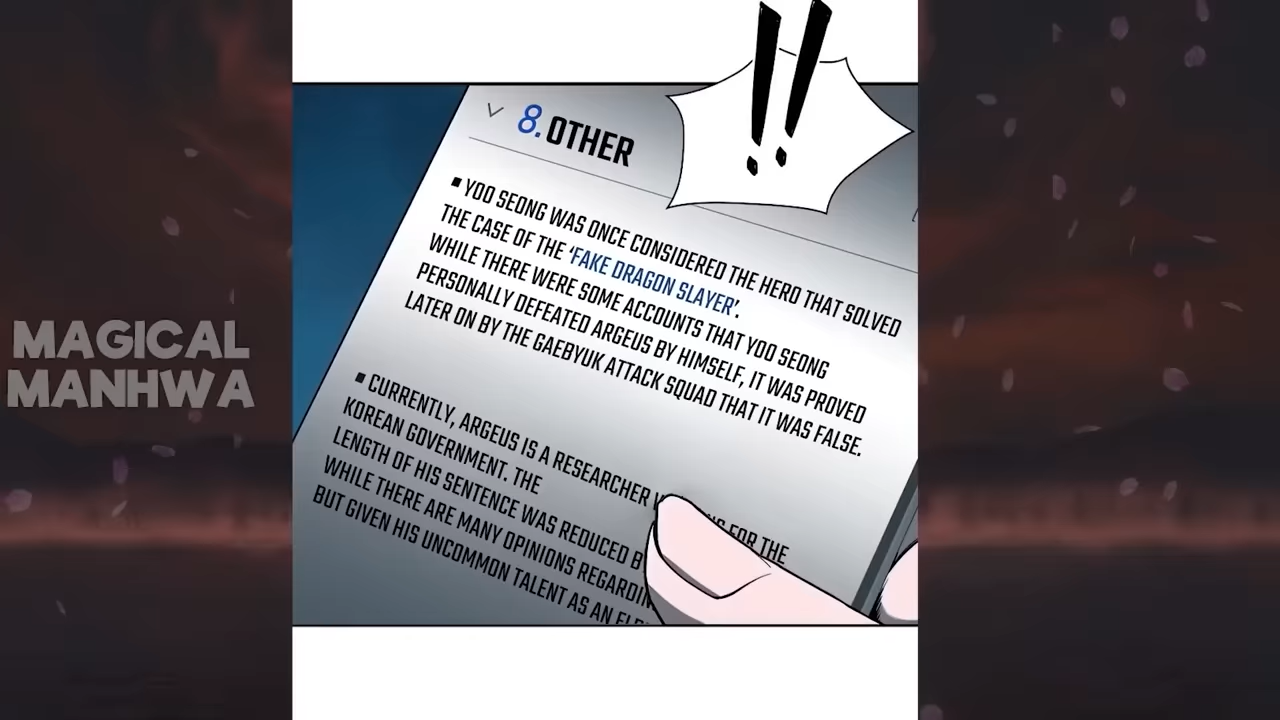 !!
8. OTHER
▪ YOO SEONG WAS ONCE CONSIDERED THE HERO THAT SOLVED
THE CASE OF THE 'FAKE DRAGON SLAYER'.
WHILE THERE WERE SOME ACCOUNTS THAT YOO SEONG
PERSONALLY DEFEATED ARGEUS BY HIMSELF, IT WAS PROVED
LATER ON BY THE GAEBYUK ATTACK SQUAD THAT IT WAS FALSE.
▪ CURRENTLY, ARGEUS IS A RESEARCHER FOR THE
KOREAN GOVERNMENT. THE
LENGTH OF HIS SENTENCE WAS REDUCED
WHILE THERE ARE MANY OPINIONS
BUT GIVEN HIS UNCOMMON TALENT AS AN
MAGICAL
MANHWA